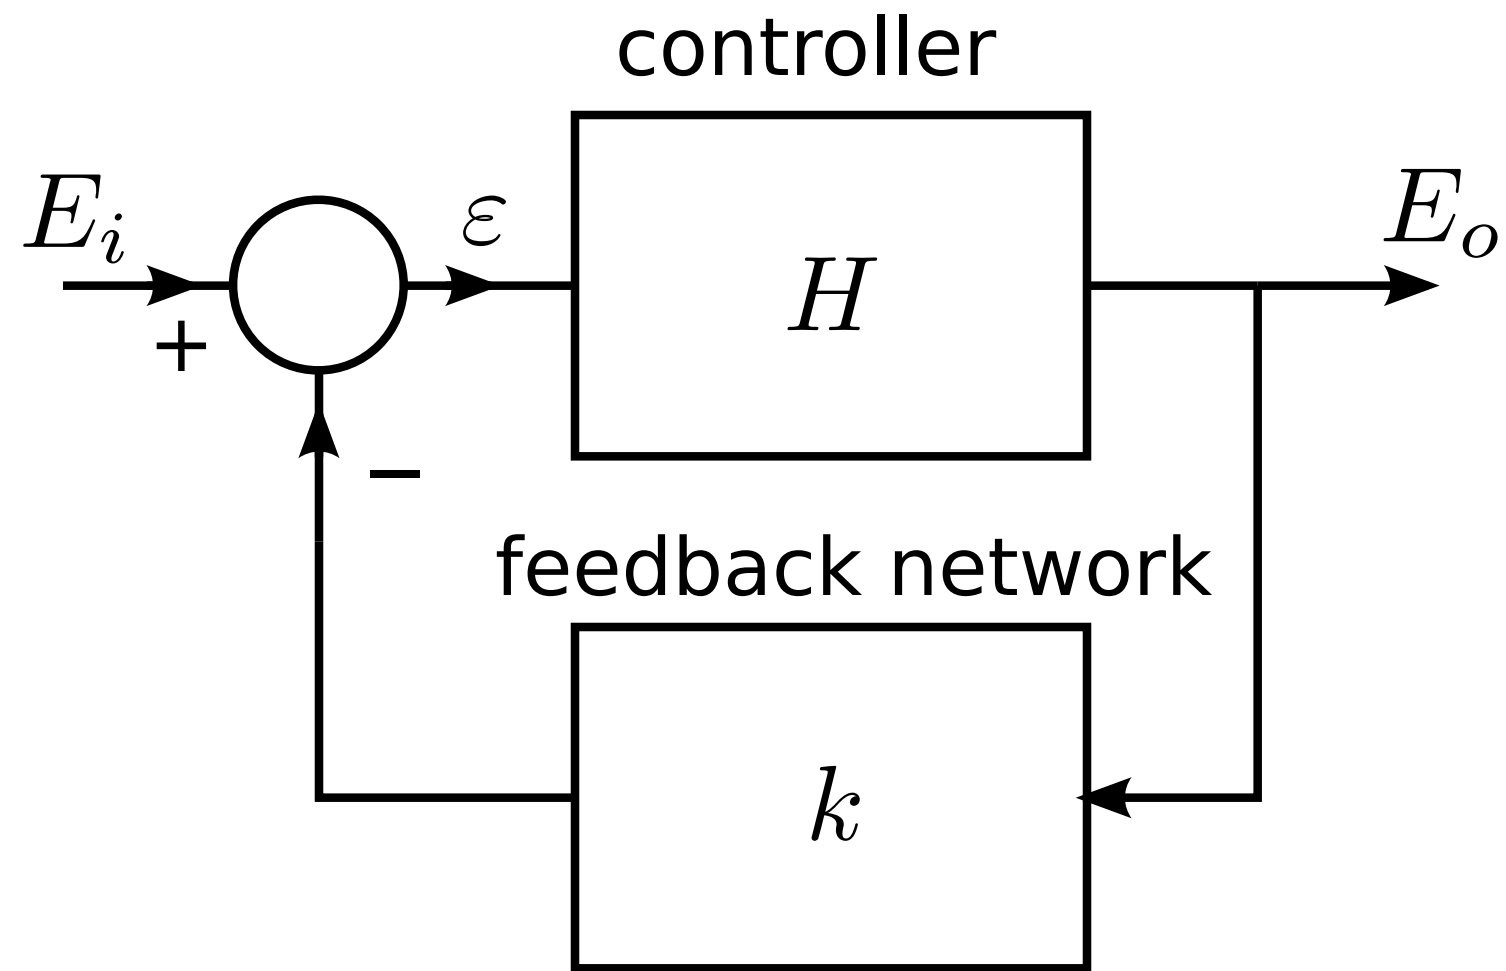 controller
E_i
ε
H
E_o
+
−
feedback network
k